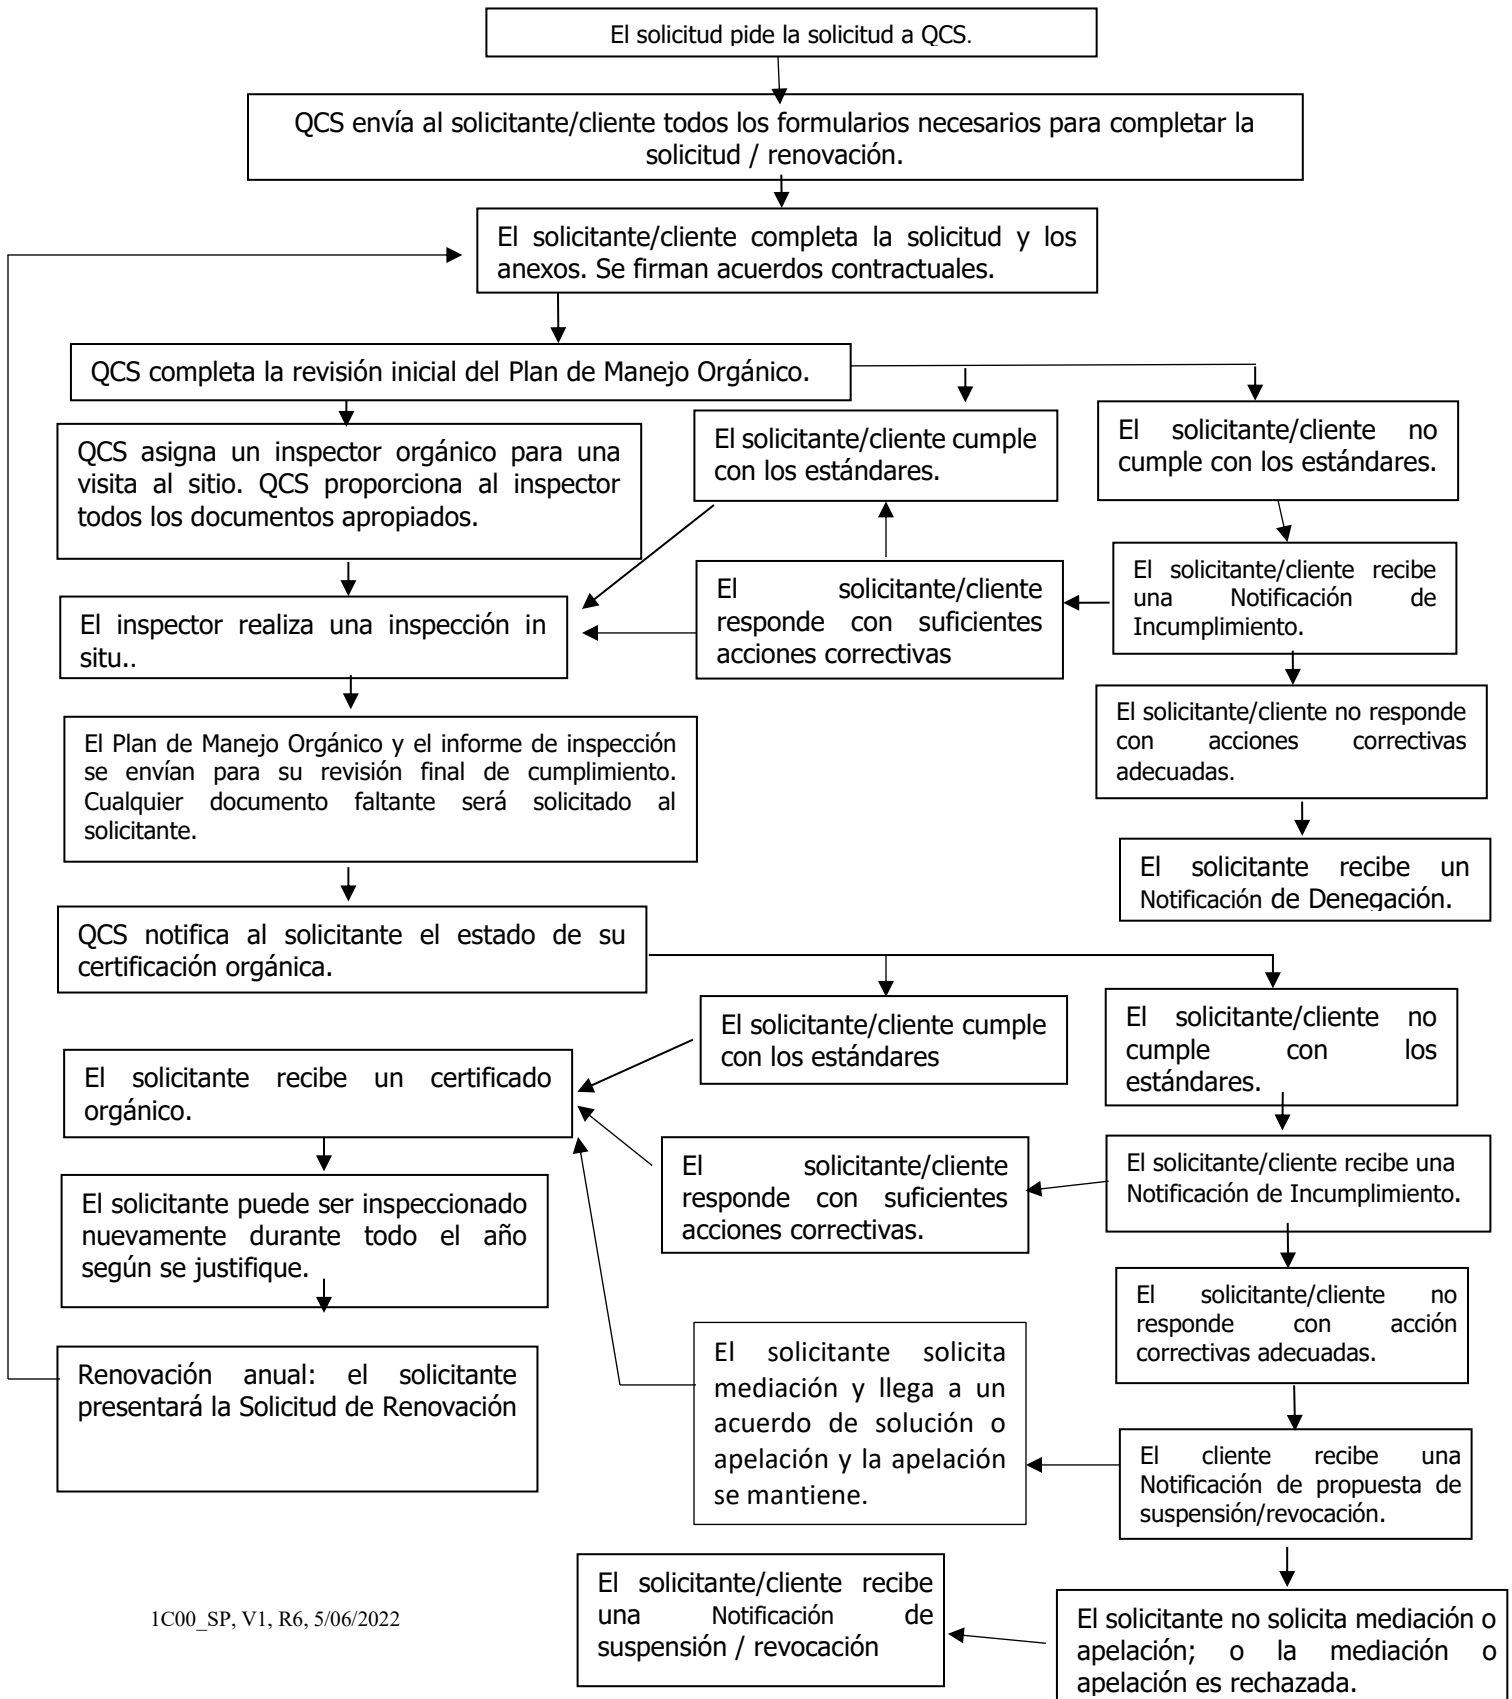 El solicitud pide la solicitud a QCS.
QCS envía al solicitante/cliente todos los formularios necesarios para completar la
solicitud / renovación.
El solicitante/cliente completa la solicitud y los
anexos. Se firman acuerdos contractuales.
QCS completa la revisión inicial del Plan de Manejo Orgánico.
QCS asigna un inspector orgánico para una
visita al sitio. QCS proporciona al inspector
todos los documentos apropiados.
El solicitante/cliente cumple
con los estándares.
El solicitante/cliente no
cumple con los estándares.
El solicitante/cliente recibe
una Notificación de
Incumplimiento.
El solicitante/cliente
responde con suficientes
acciones correctivas
El inspector realiza una inspección in
situ..
El solicitante/cliente no responde
con acciones correctivas
adecuadas.
El Plan de Manejo Orgánico y el informe de inspección
se envían para su revisión final de cumplimiento.
Cualquier documento faltante será solicitado al
solicitante.
El solicitante recibe un
Notificación de Denegación.
QCS notifica al solicitante el estado de su
certificación orgánica.
El solicitante/cliente cumple
con los estándares
El solicitante/cliente no
cumple con los
estándares.
El solicitante recibe un certificado
orgánico.
El solicitante/cliente
responde con suficientes
acciones correctivas.
El solicitante/cliente recibe una
Notificación de Incumplimiento.
El solicitante puede ser inspeccionado
nuevamente durante todo el año
según se justifique.
El solicitante/cliente no
responde con acción
correctivas adecuadas.
Renovación anual: el solicitante
presentará la Solicitud de Renovación
El solicitante solicita
mediación y llega a un
acuerdo de solución o
apelación y la apelación
se mantiene.
El cliente recibe una
Notificación de propuesta de
suspensión/revocación.
El solicitante/cliente recibe
una Notificación de
suspensión / revocación
El solicitante no solicita mediación o
apelación; o la mediación o
apelación es rechazada.
1C00_SP, V1, R6, 5/06/2022